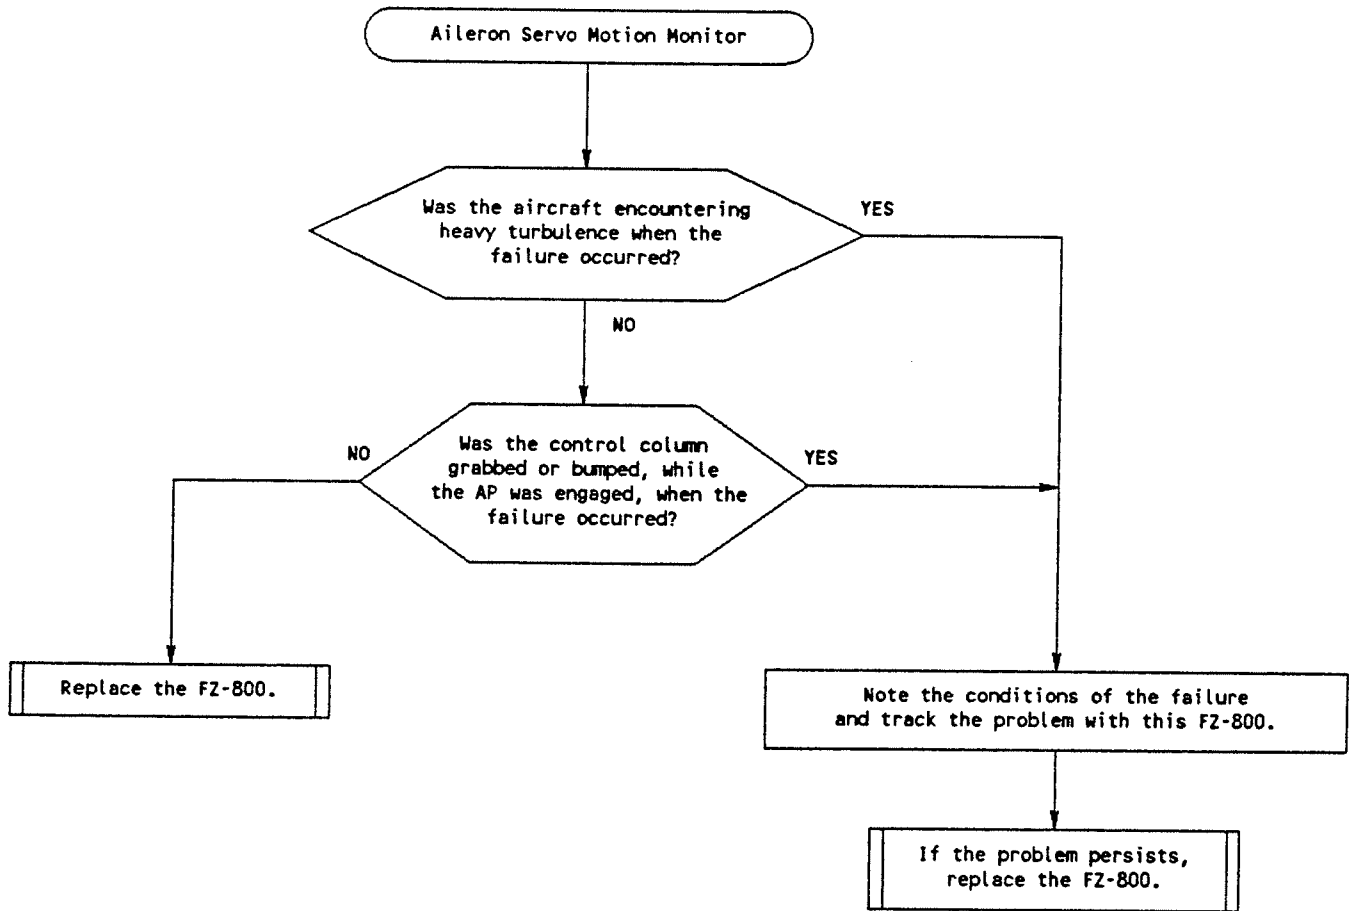 Aileron Servo Motion Monitor
Was the aircraft encountering
heavy turbulence when the
failure occurred?
YES
NO
Was the control column
grabbed or bumped, while
the AP was engaged, when the
failure occurred?
NO
YES
Replace the FZ-800.
Note the conditions of the failure
and track the problem with this FZ-800.
If the problem persists,
replace the FZ-800.